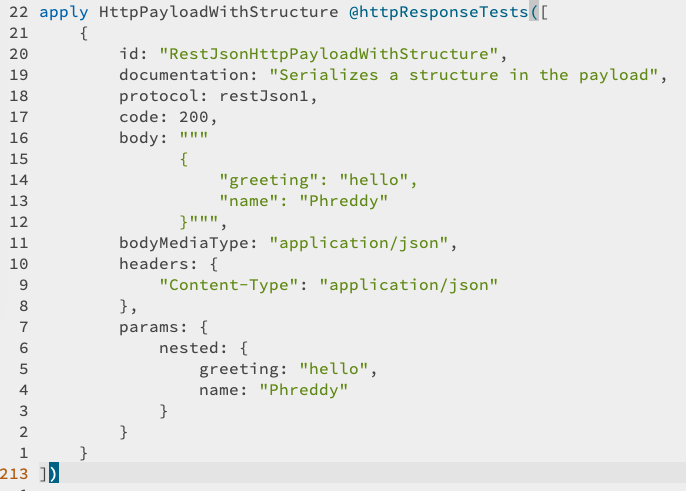 22 apply HttpPayloadWithStructure @httpResponseTests([
21     {
20         id: "RestJsonHttpPayloadWithStructure",
19         documentation: "Serializes a structure in the payload",
18         protocol: restJson1,
17         code: 200,
16         body: """
15               {
14                   "greeting": "hello",
13                   "name": "Phreddy"
12               }""",
11         bodyMediaType: "application/json",
10         headers: {
9             "Content-Type": "application/json"
8         },
7         params: {
6             nested: {
5                 greeting: "hello",
4                 name: "Phreddy"
3             }
2         }
1     }
213 ])